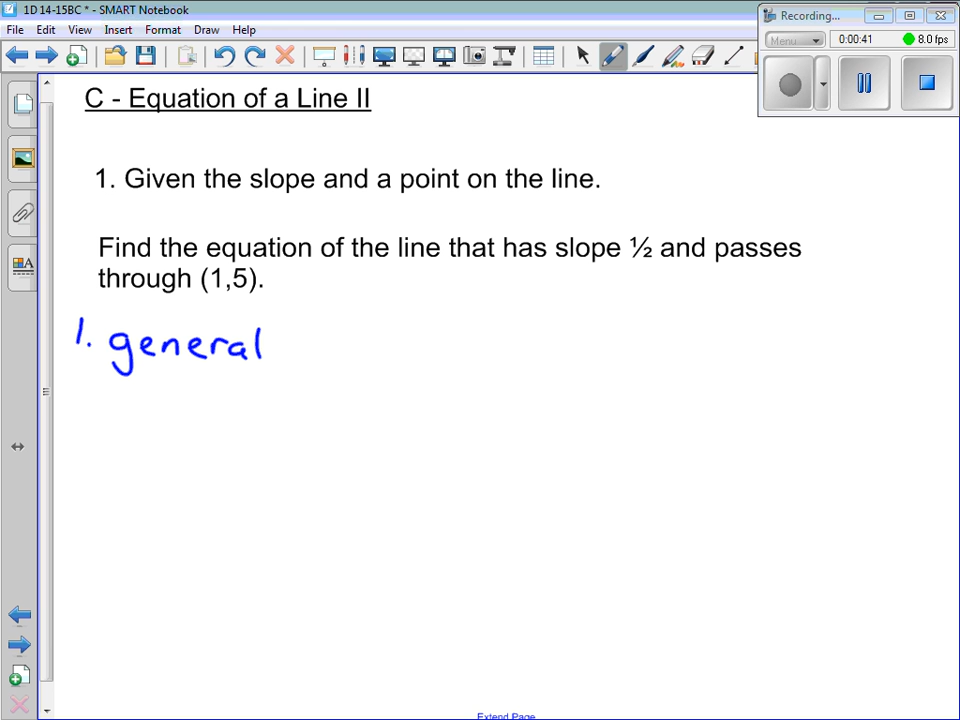 1D 14-15BC * - SMART Notebook
Recording...
File Edit View Insert Format Draw Help
Menu 0:00:41 8.0 fps
C - Equation of a Line II
1. Given the slope and a point on the line.
Find the equation of the line that has slope ½ and passes
through (1,5).
1. general
Extend Page